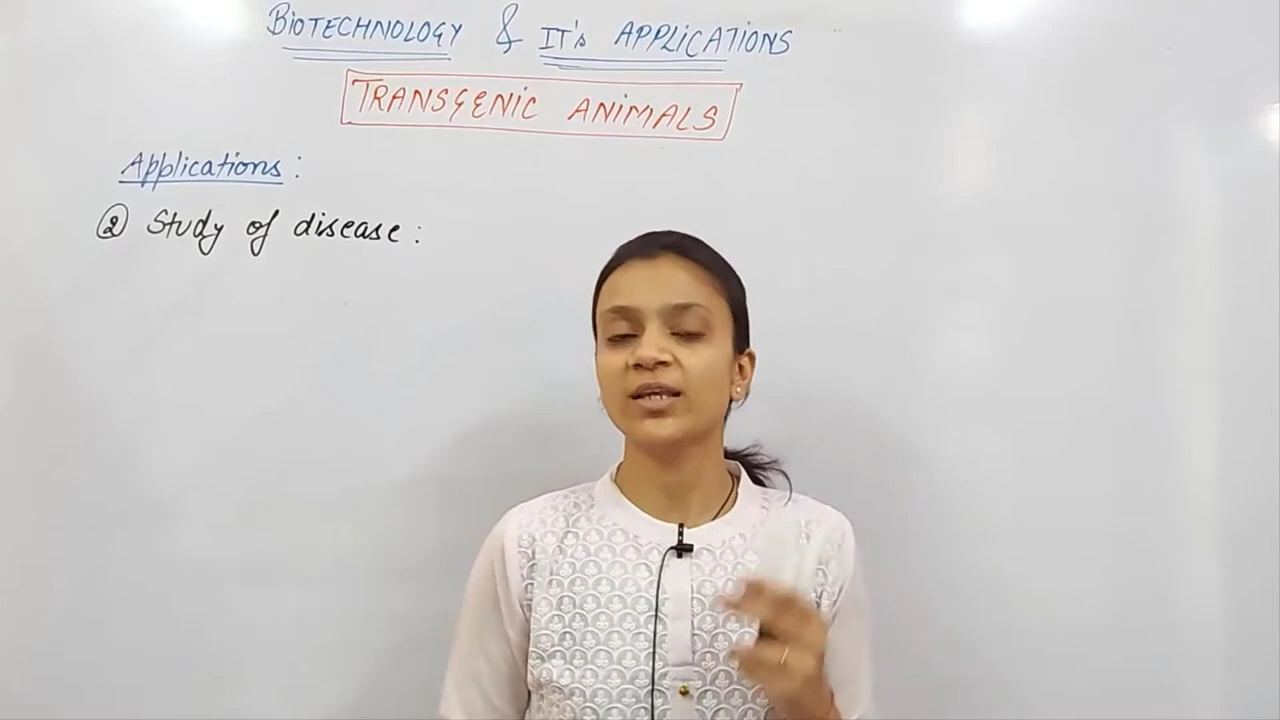 BIOTECHNOLOGY & IT's APPLICATIONS
TRANSGENIC ANIMALS
Applications:
② Study of disease: